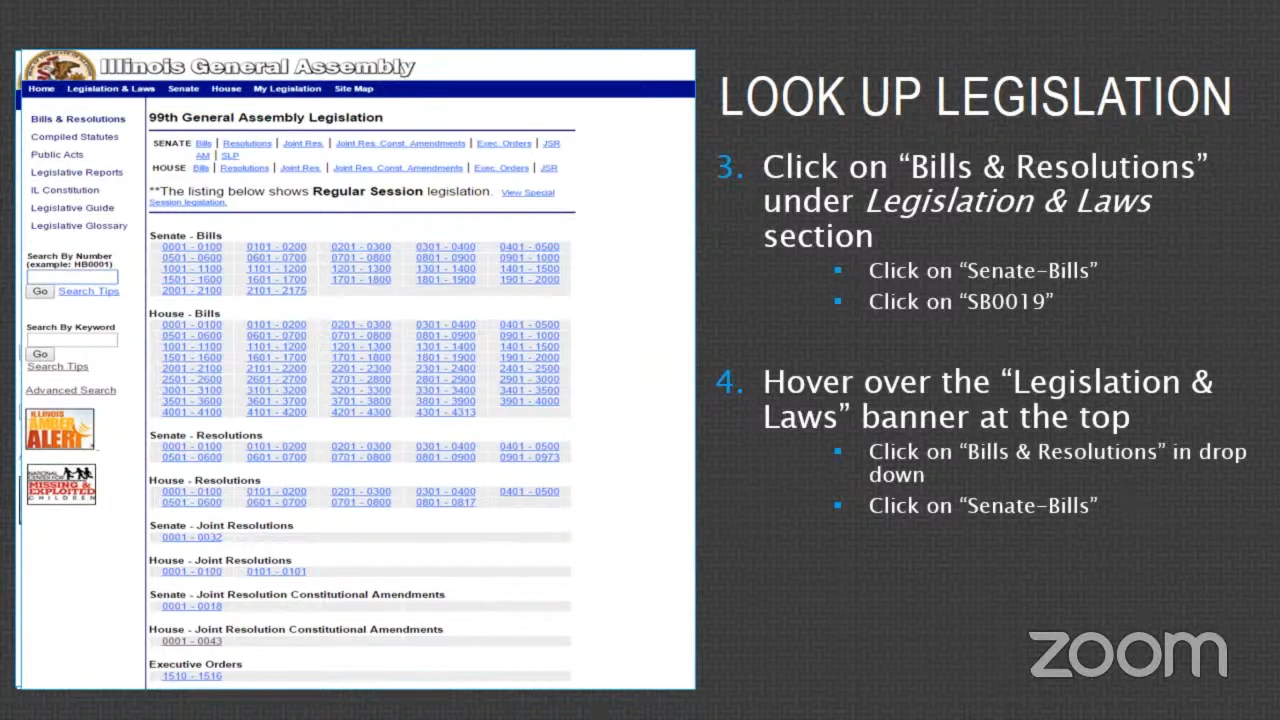 Illinois General Assembly
Home Legislation & Laws Senate House My Legislation Site Map
Bills & Resolutions
Compiled Statutes
Public Acts
Legislative Reports
IL Constitution
Legislative Guide
Legislative Glossary
Search By Number
(example: HB0001)
Go Search Tips
Search By Keyword
Go
Search Tips
Advanced Search
ILLINOIS
AMBER
ALERT
NATIONAL
CENTER FOR
MISSING &
EXPLOITED
CHILDREN
99th General Assembly Legislation
SENATE Bills | Resolutions | Joint Res. | Joint Res. Const. Amendments | Exec. Orders | JSR
AM | SLP
HOUSE Bills | Resolutions | Joint Res. | Joint Res. Const. Amendments | Exec. Orders | JSR
**The listing below shows Regular Session legislation. View Special
Session legislation.
Senate - Bills
0001 - 0100 0101 - 0200 0201 - 0300 0301 - 0400 0401 - 0500
0501 - 0600 0601 - 0700 0701 - 0800 0801 - 0900 0901 - 1000
1001 - 1100 1101 - 1200 1201 - 1300 1301 - 1400 1401 - 1500
1501 - 1600 1601 - 1700 1701 - 1800 1801 - 1900 1901 - 2000
2001 - 2100 2101 - 2175
House - Bills
0001 - 0100 0101 - 0200 0201 - 0300 0301 - 0400 0401 - 0500
0501 - 0600 0601 - 0700 0701 - 0800 0801 - 0900 0901 - 1000
1001 - 1100 1101 - 1200 1201 - 1300 1301 - 1400 1401 - 1500
1501 - 1600 1601 - 1700 1701 - 1800 1801 - 1900 1901 - 2000
2001 - 2100 2101 - 2200 2201 - 2300 2301 - 2400 2401 - 2500
2501 - 2600 2601 - 2700 2701 - 2800 2801 - 2900 2901 - 3000
3001 - 3100 3101 - 3200 3201 - 3300 3301 - 3400 3401 - 3500
3501 - 3600 3601 - 3700 3701 - 3800 3801 - 3900 3901 - 4000
4001 - 4100 4101 - 4200 4201 - 4300 4301 - 4313
Senate - Resolutions
0001 - 0100 0101 - 0200 0201 - 0300 0301 - 0400 0401 - 0500
0501 - 0600 0601 - 0700 0701 - 0800 0801 - 0900 0901 - 0973
House - Resolutions
0001 - 0100 0101 - 0200 0201 - 0300 0301 - 0400 0401 - 0500
0501 - 0600 0601 - 0700 0701 - 0800 0801 - 0817
Senate - Joint Resolutions
0001 - 0032
House - Joint Resolutions
0001 - 0100 0101 - 0101
Senate - Joint Resolution Constitutional Amendments
0001 - 0018
House - Joint Resolution Constitutional Amendments
0001 - 0043
Executive Orders
1510 - 1516
LOOK UP LEGISLATION
3. Click on “Bills & Resolutions”
under Legislation & Laws
section
▪ Click on “Senate-Bills”
▪ Click on “SB0019”
4. Hover over the “Legislation &
Laws” banner at the top
▪ Click on “Bills & Resolutions” in drop
down
▪ Click on “Senate-Bills”
zoom